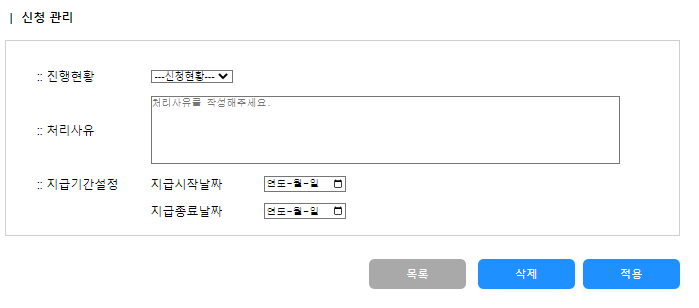 | 신청 관리
:: 진행현황 ---신청현황---
처리사유를 작성해주세요.
:: 처리사유
:: 지급기간설정 지급시작날짜 연도-월-일
지급종료날짜 연도-월-일
목록 삭제 적용